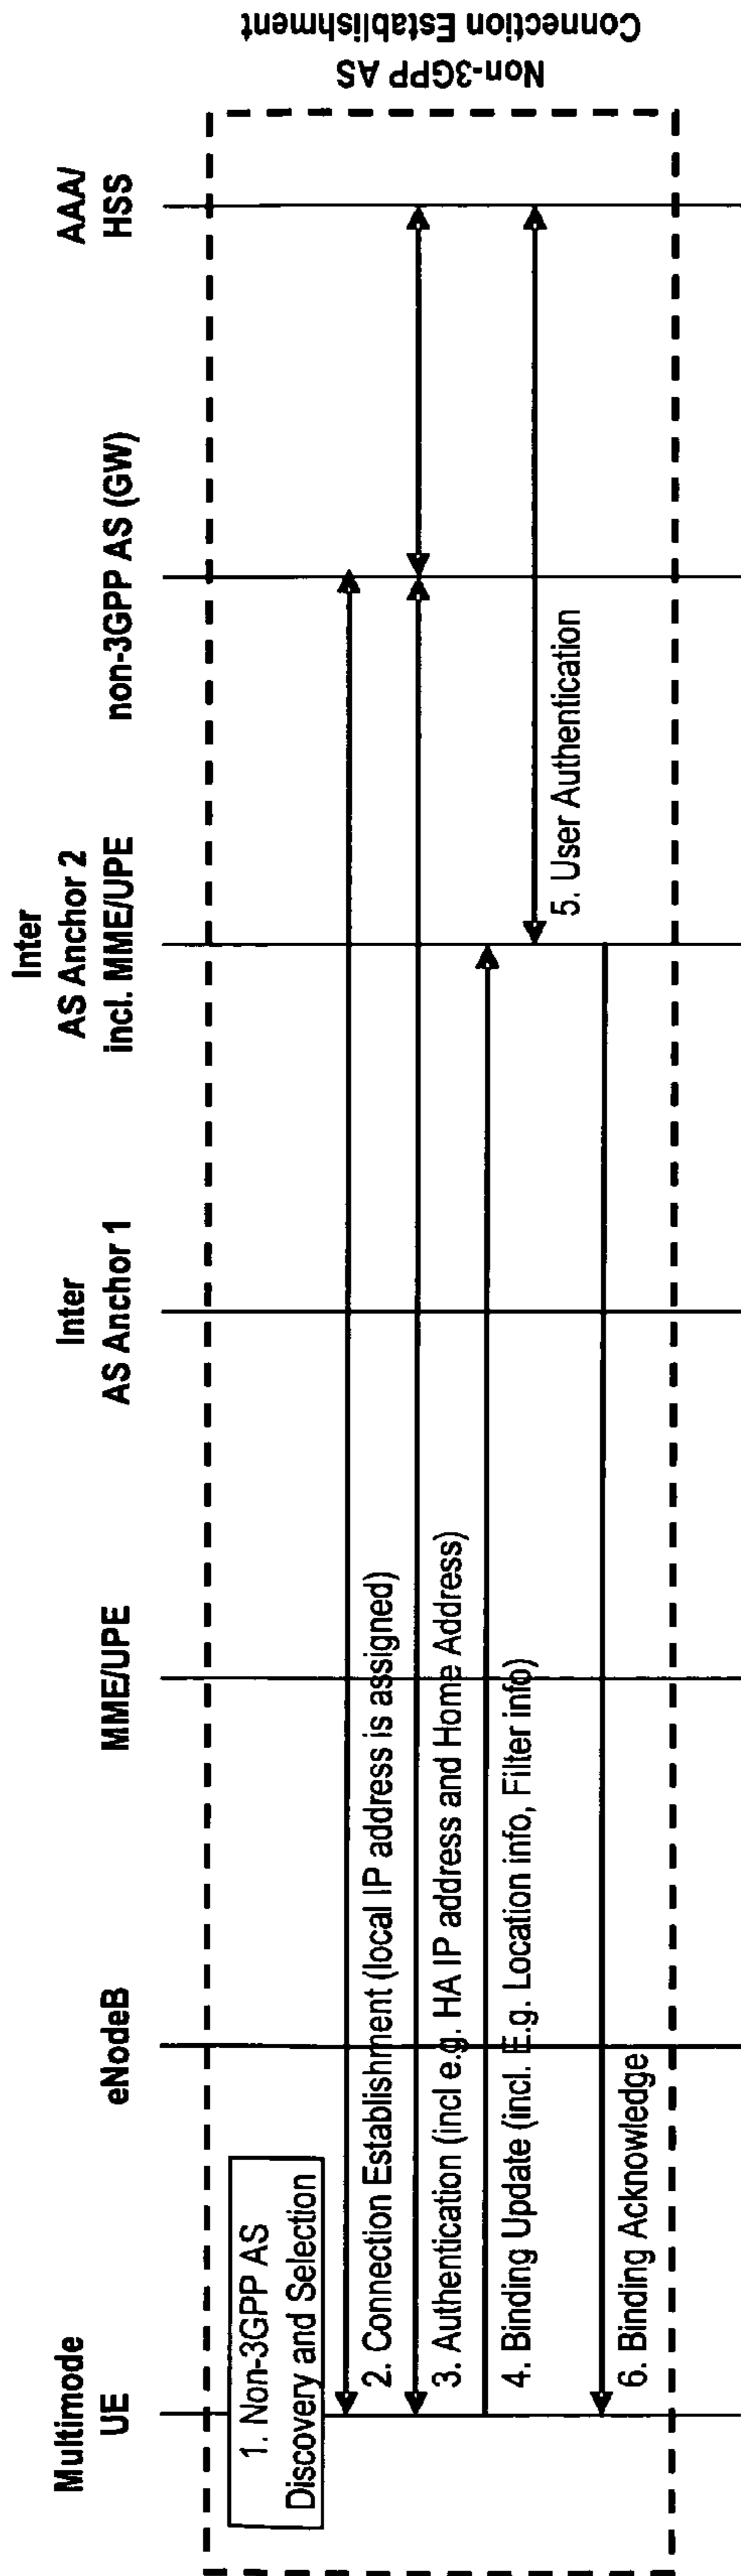 Multimode
UE
eNodeB
MME/UPE
Inter
AS Anchor 1
Inter
AS Anchor 2
incl. MME/UPE
non-3GPP AS (GW)
AAA/
HSS
1. Non-3GPP AS
Discovery and Selection
2. Connection Establishment (local IP address is assigned)
3. Authentication (incl e.g. HA IP address and Home Address)
4. Binding Update (incl. E.g. Location info, Filter info)
5. User Authentication
6. Binding Acknowledge
Non-3GPP AS
Connection Establishment